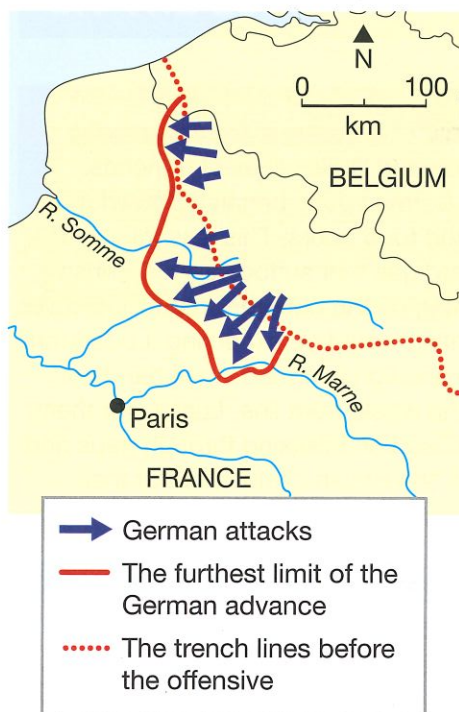 N
0 100
km
BELGIUM
R. Somme
R. Marne
Paris
FRANCE
German attacks
The furthest limit of the
German advance
The trench lines before
the offensive